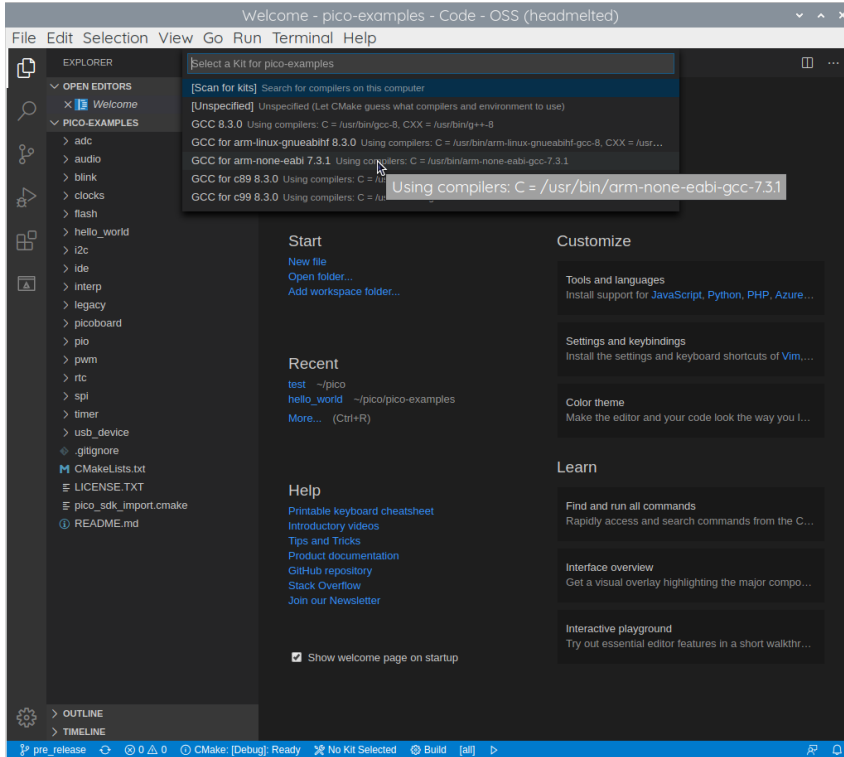 Welcome - pico-examples - Code - OSS (headmelted)
File Edit Selection View Go Run Terminal Help
EXPLORER
OPEN EDITORS
Welcome
PICO-EXAMPLES
adc
audio
blink
clocks
flash
hello_world
i2c
ide
interp
legacy
picoboard
pio
pwm
rtc
spi
timer
usb_device
.gitignore
CMakeLists.txt
LICENSE.TXT
pico_sdk_import.cmake
README.md
OUTLINE
TIMELINE
Select a Kit for pico-examples
[Scan for kits] Search for compilers on this computer
[Unspecified] Unspecified (Let CMake guess what compilers and environment to use)
GCC 8.3.0 Using compilers: C = /usr/bin/gcc-8, CXX = /usr/bin/g++-8
GCC for arm-linux-gnueabihf 8.3.0 Using compilers: C = /usr/bin/arm-linux-gnueabihf-gcc-8, CXX = /usr...
GCC for arm-none-eabi 7.3.1 Using compilers: C = /usr/bin/arm-none-eabi-gcc-7.3.1
GCC for c89 8.3.0 Using compilers: C = /us
GCC for c99 8.3.0 Using compilers: C = /us
Using compilers: C = /usr/bin/arm-none-eabi-gcc-7.3.1
Start
New file
Open folder...
Add workspace folder...
Recent
test ~/pico
hello_world ~/pico/pico-examples
More... (Ctrl+R)
Help
Printable keyboard cheatsheet
Introductory videos
Tips and Tricks
Product documentation
GitHub repository
Stack Overflow
Join our Newsletter
Show welcome page on startup
Customize
Tools and languages
Install support for JavaScript, Python, PHP, Azure...
Settings and keybindings
Install the settings and keyboard shortcuts of Vim,...
Color theme
Make the editor and your code look the way you l...
Learn
Find and run all commands
Rapidly access and search commands from the C...
Interface overview
Get a visual overlay highlighting the major compo...
Interactive playground
Try out essential editor features in a short walkthr...
pre_release 0 0 CMake: [Debug]: Ready No Kit Selected Build [all]